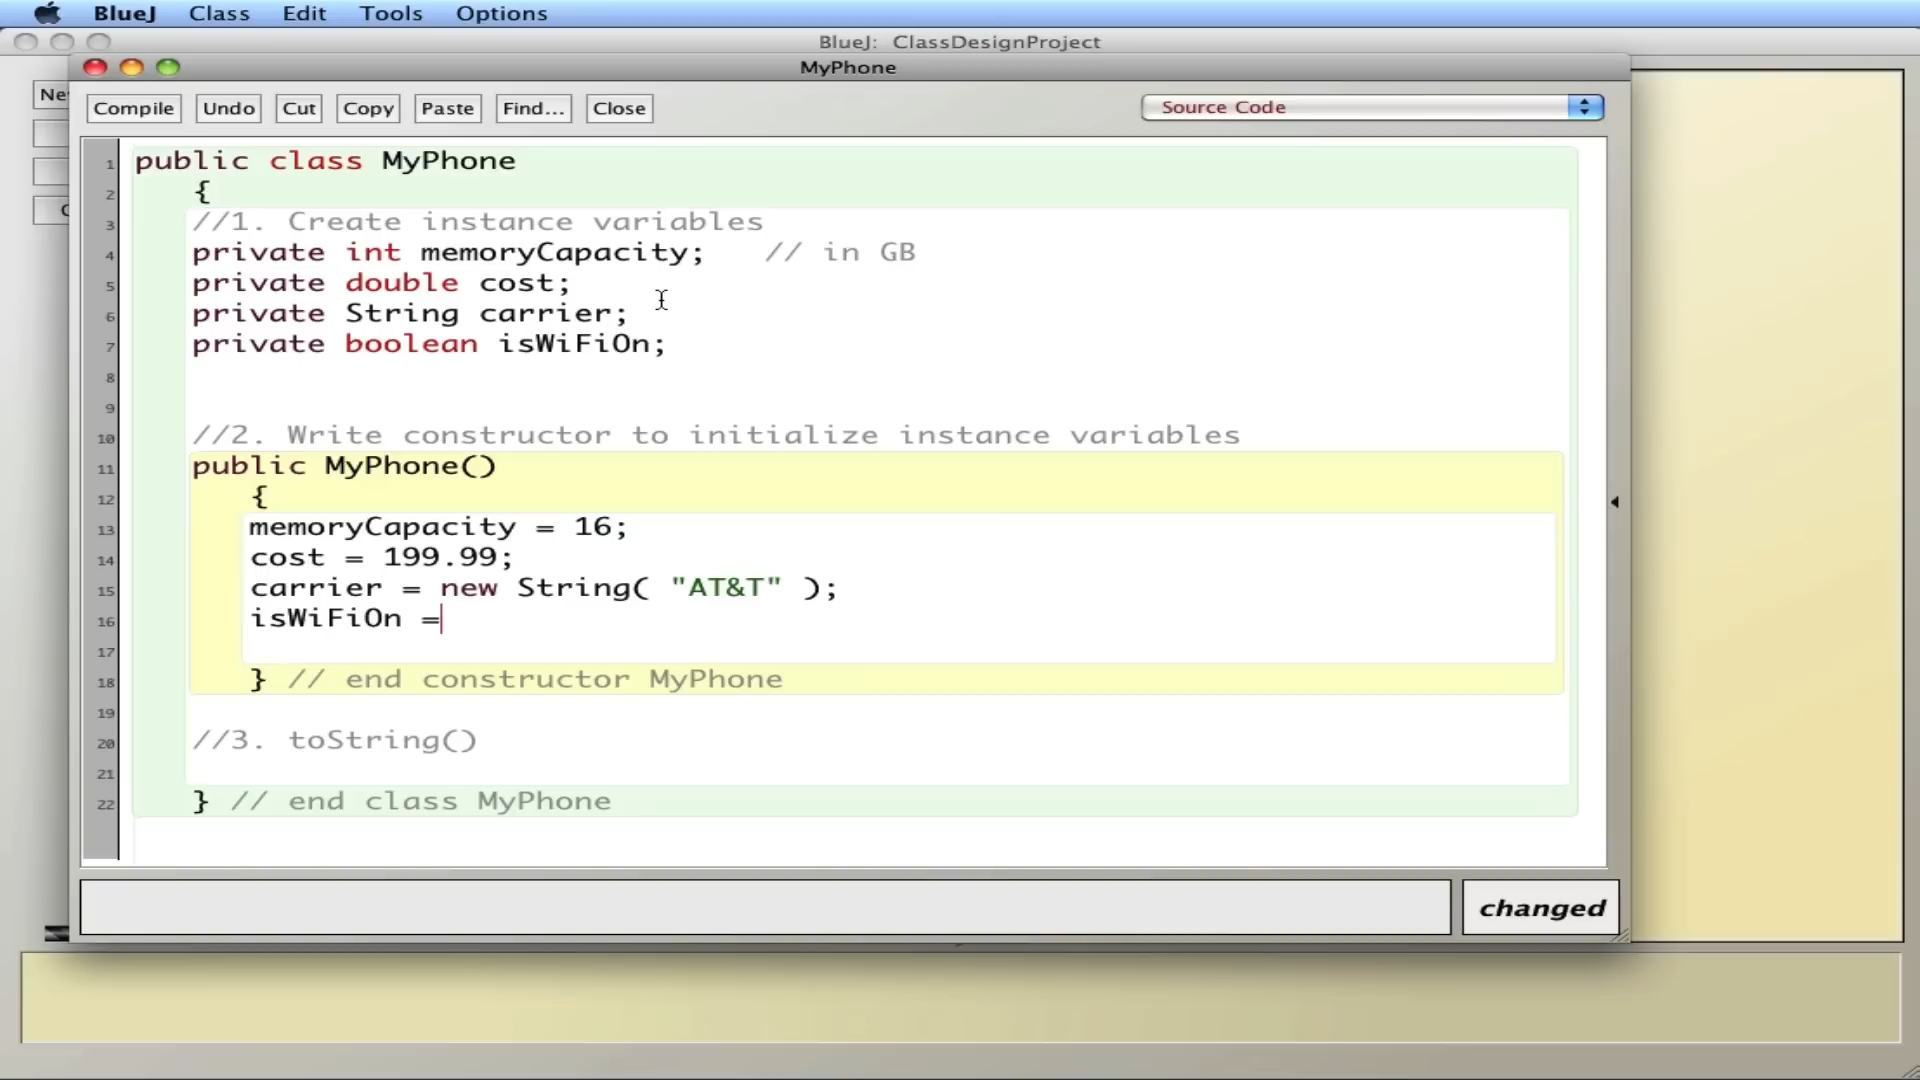 BlueJ Class Edit Tools Options
BlueJ: ClassDesignProject
MyPhone
Ne
Compile Undo Cut Copy Paste Find... Close Source Code
1 public class MyPhone
2 {
3 //1. Create instance variables
4 private int memoryCapacity; // in GB
5 private double cost;
6 private String carrier;
7 private boolean isWiFiOn;
8
9
10 //2. Write constructor to initialize instance variables
11 public MyPhone()
12 {
13 memoryCapacity = 16;
14 cost = 199.99;
15 carrier = new String( "AT&T" );
16 isWiFiOn =
17
18 } // end constructor MyPhone
19
20 //3. toString()
21
22 } // end class MyPhone
changed